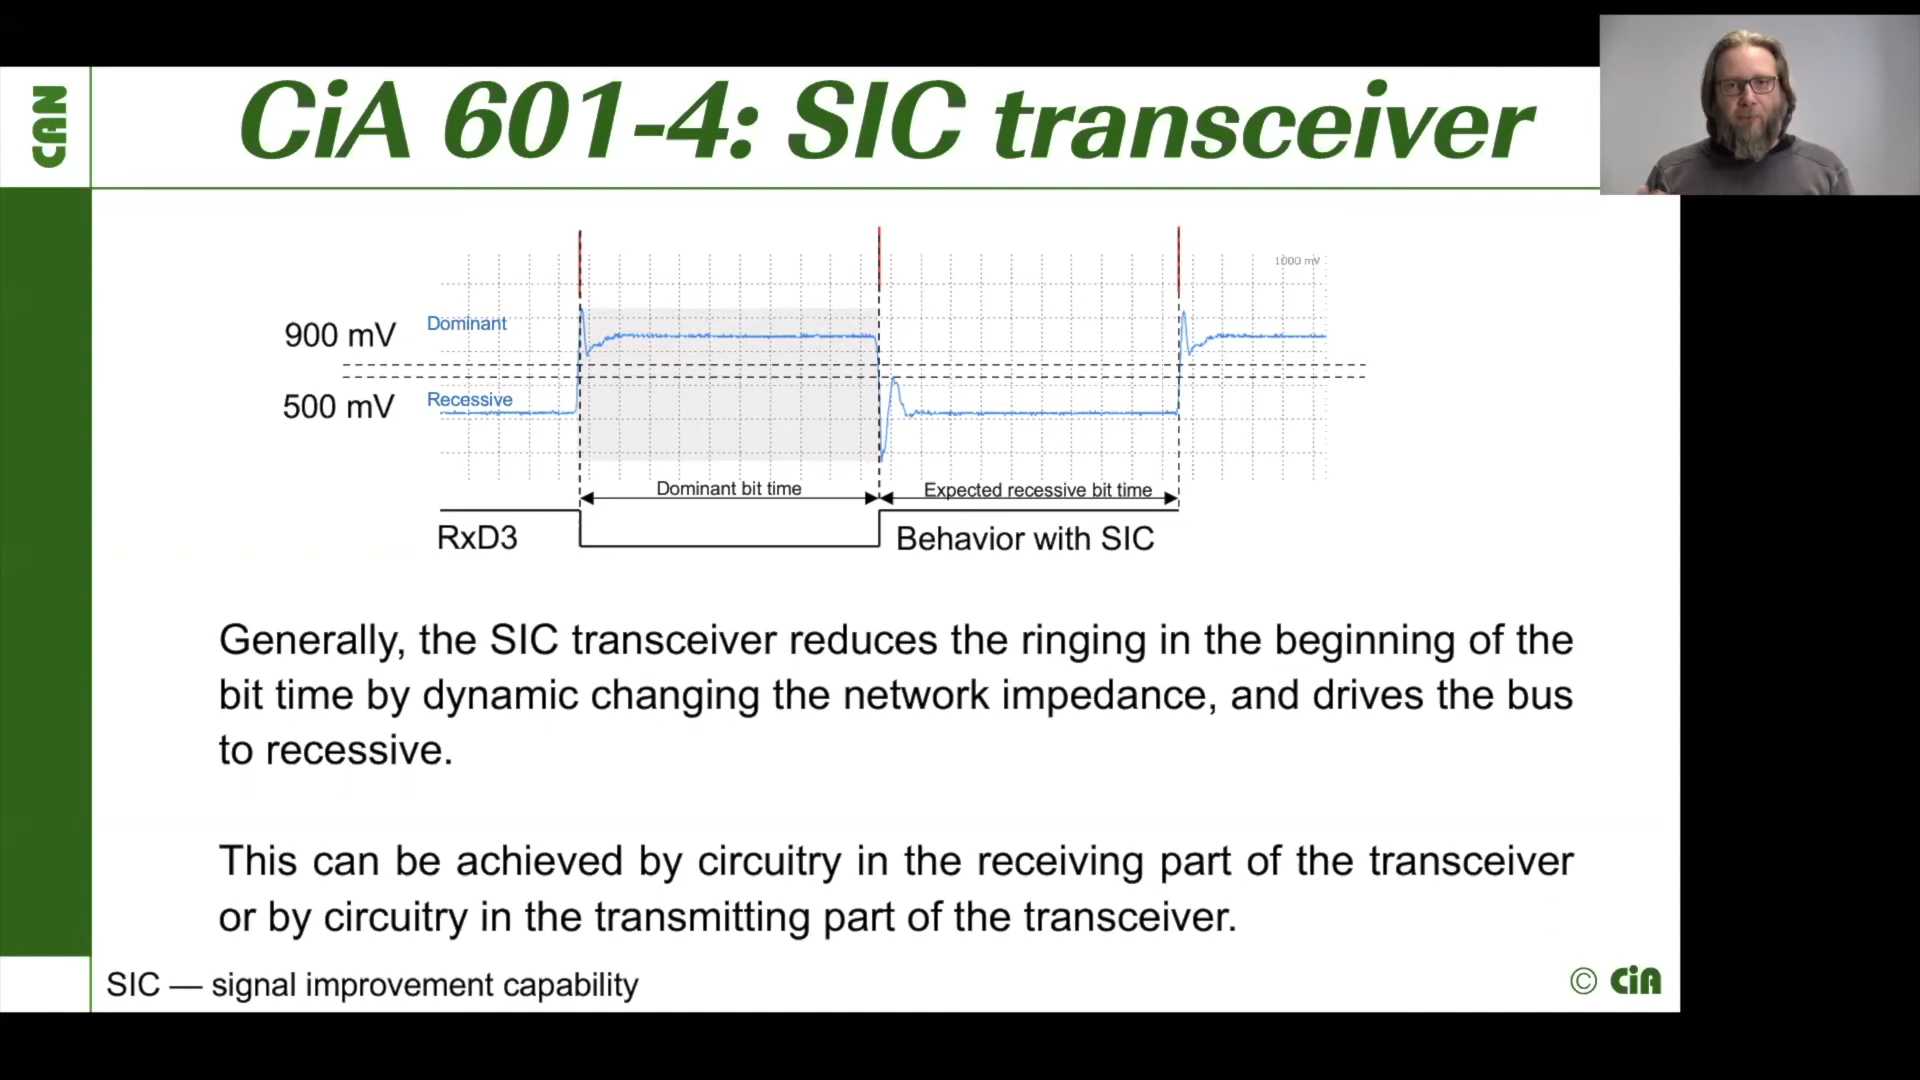 CAN
CiA 601-4: SIC transceiver
1000 mV
900 mV
Dominant
500 mV
Recessive
Dominant bit time
Expected recessive bit time
RxD3
Behavior with SIC
Generally, the SIC transceiver reduces the ringing in the beginning of the
bit time by dynamic changing the network impedance, and drives the bus
to recessive.
This can be achieved by circuitry in the receiving part of the transceiver
or by circuitry in the transmitting part of the transceiver.
SIC — signal improvement capability
© CiA